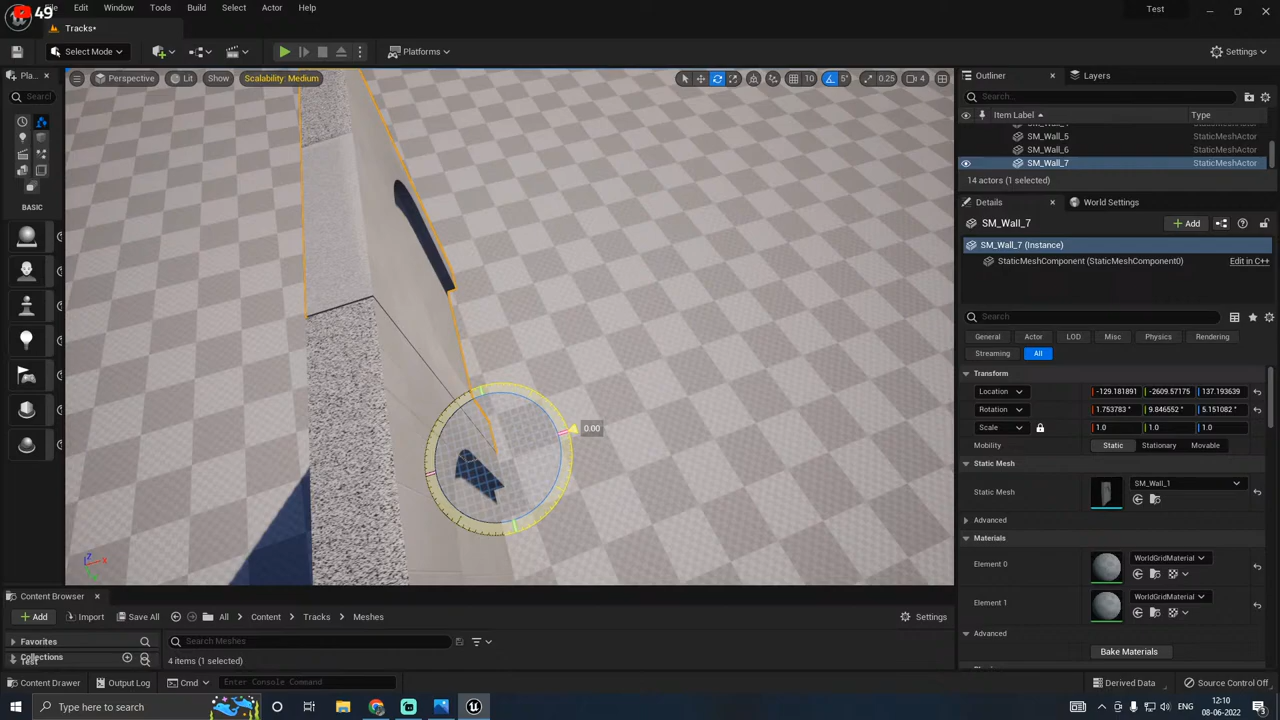 49
Edit Window Tools Build Select Actor Help
Test
Tracks•
Select Mode
Platforms
Settings
Pla...
Perspective Lit Show Scalability: Medium
10 5° 0.25 4
Outliner Layers
Searcl
Search...
Item Label Type
SM_Wall_5 StaticMeshActor
SM_Wall_6 StaticMeshActor
SM_Wall_7 StaticMeshActor
14 actors (1 selected)
Details World Settings
BASIC
SM_Wall_7
Add
SM_Wall_7 (Instance)
StaticMeshComponent (StaticMeshComponent0) Edit in C++
Search
General Actor LOD Misc Physics Rendering
Streaming All
Transform
Location -129.181891 -2609.57175 137.193639
Rotation 1.753783 ° 9.846552 ° 5.151082 °
Scale 1.0 1.0 1.0
Mobility Static Stationary Movable
0.00
Static Mesh
Static Mesh SM_Wall_1
Advanced
Materials
Element 0 WorldGridMaterial
Element 1 WorldGridMaterial
Advanced
Bake Materials
Z X
Content Browser
Add Import Save All All Content Tracks Meshes Settings
Favorites Search Meshes
Collections
Test
4 items (1 selected)
Content Drawer Output Log Cmd Enter Console Command Derived Data Source Control Off
Type here to search
12:10
08-06-2022